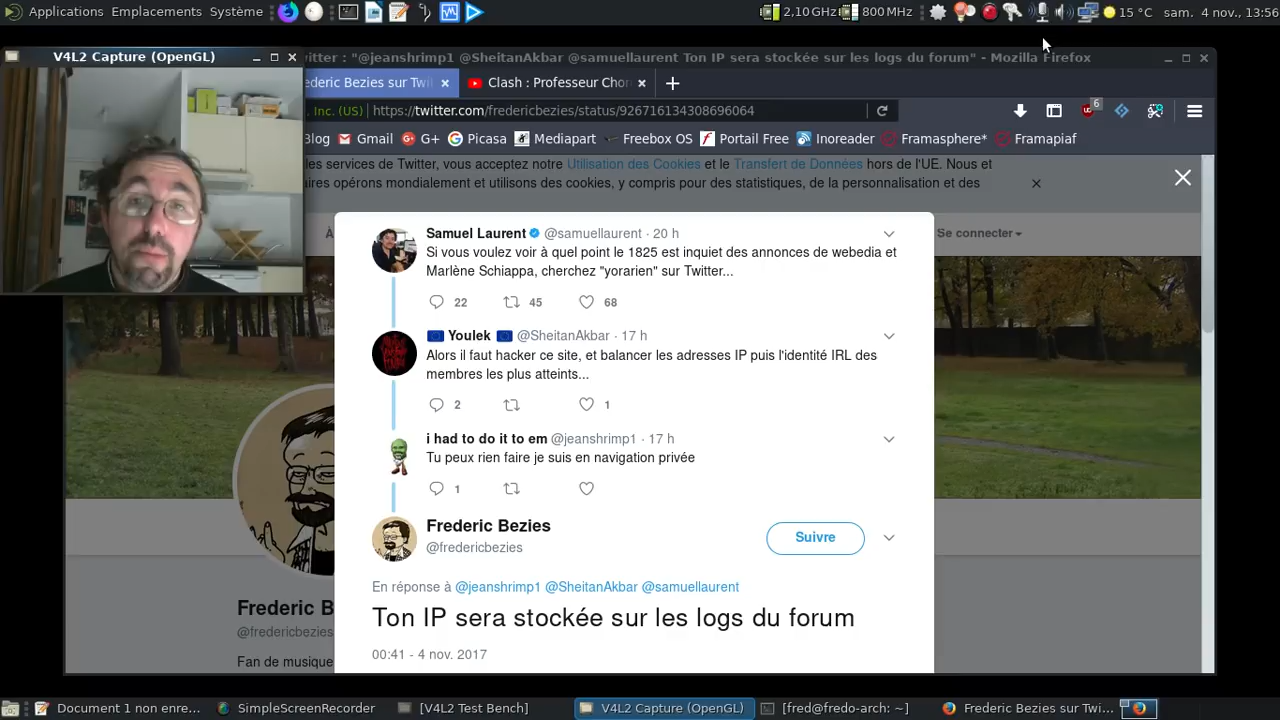 Applications Emplacements Système 2,10 GHz 800 MHz 15 °C sam. 4 nov., 13:56
V4L2 Capture (OpenGL)
witter : "@jeanshrimp1 @SheitanAkbar @samuellaurent Ton IP sera stockée sur les logs du forum" - Mozilla Firefox
ederic Bezies sur Twi Clash : Professeur Cho
, Inc. (US) https://twitter.com/fredericbezies/status/926716134308696064 6
Blog Gmail G+ Picasa Mediapart Freebox OS Portail Free Inoreader Framasphere* Framapiaf
les services de Twitter, vous acceptez notre Utilisation des Cookies et le Transfert de Données hors de l'UE. Nous et
aires opérons mondialement et utilisons des cookies, y compris pour des statistiques, de la personnalisation et des
À
Se connecter
Samuel Laurent @samuellaurent · 20 h
Si vous voulez voir à quel point le 1825 est inquiet des annonces de webedia et
Marlène Schiappa, cherchez "yorarien" sur Twitter...
22 45 68
Youlek @SheitanAkbar · 17 h
Alors il faut hacker ce site, et balancer les adresses IP puis l'identité IRL des
membres les plus atteints...
2 1
i had to do it to em @jeanshrimp1 · 17 h
Tu peux rien faire je suis en navigation privée
1
Frederic Bezies
@fredericbezies
Suivre
En réponse à @jeanshrimp1 @SheitanAkbar @samuellaurent
Ton IP sera stockée sur les logs du forum
00:41 - 4 nov. 2017
Frederic B
@fredericbezies
Fan de musique
Document 1 non enre... SimpleScreenRecorder [V4L2 Test Bench] V4L2 Capture (OpenGL) [fred@fredo-arch: ~] Frederic Bezies sur Twi...